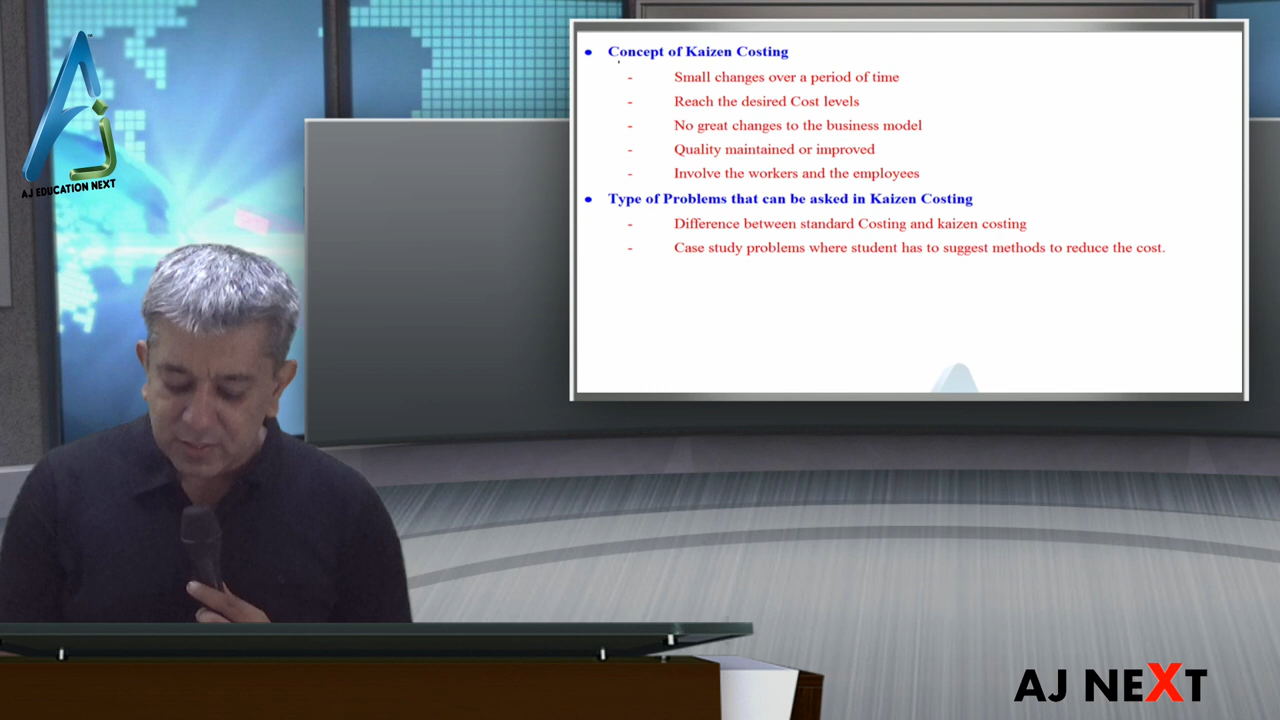 AJ
AJ EDUCATION NEXT
• Concept of Kaizen Costing
- Small changes over a period of time
- Reach the desired Cost levels
- No great changes to the business model
- Quality maintained or improved
- Involve the workers and the employees
• Type of Problems that can be asked in Kaizen Costing
- Difference between standard Costing and kaizen costing
- Case study problems where student has to suggest methods to reduce the cost.
AJ NEXT